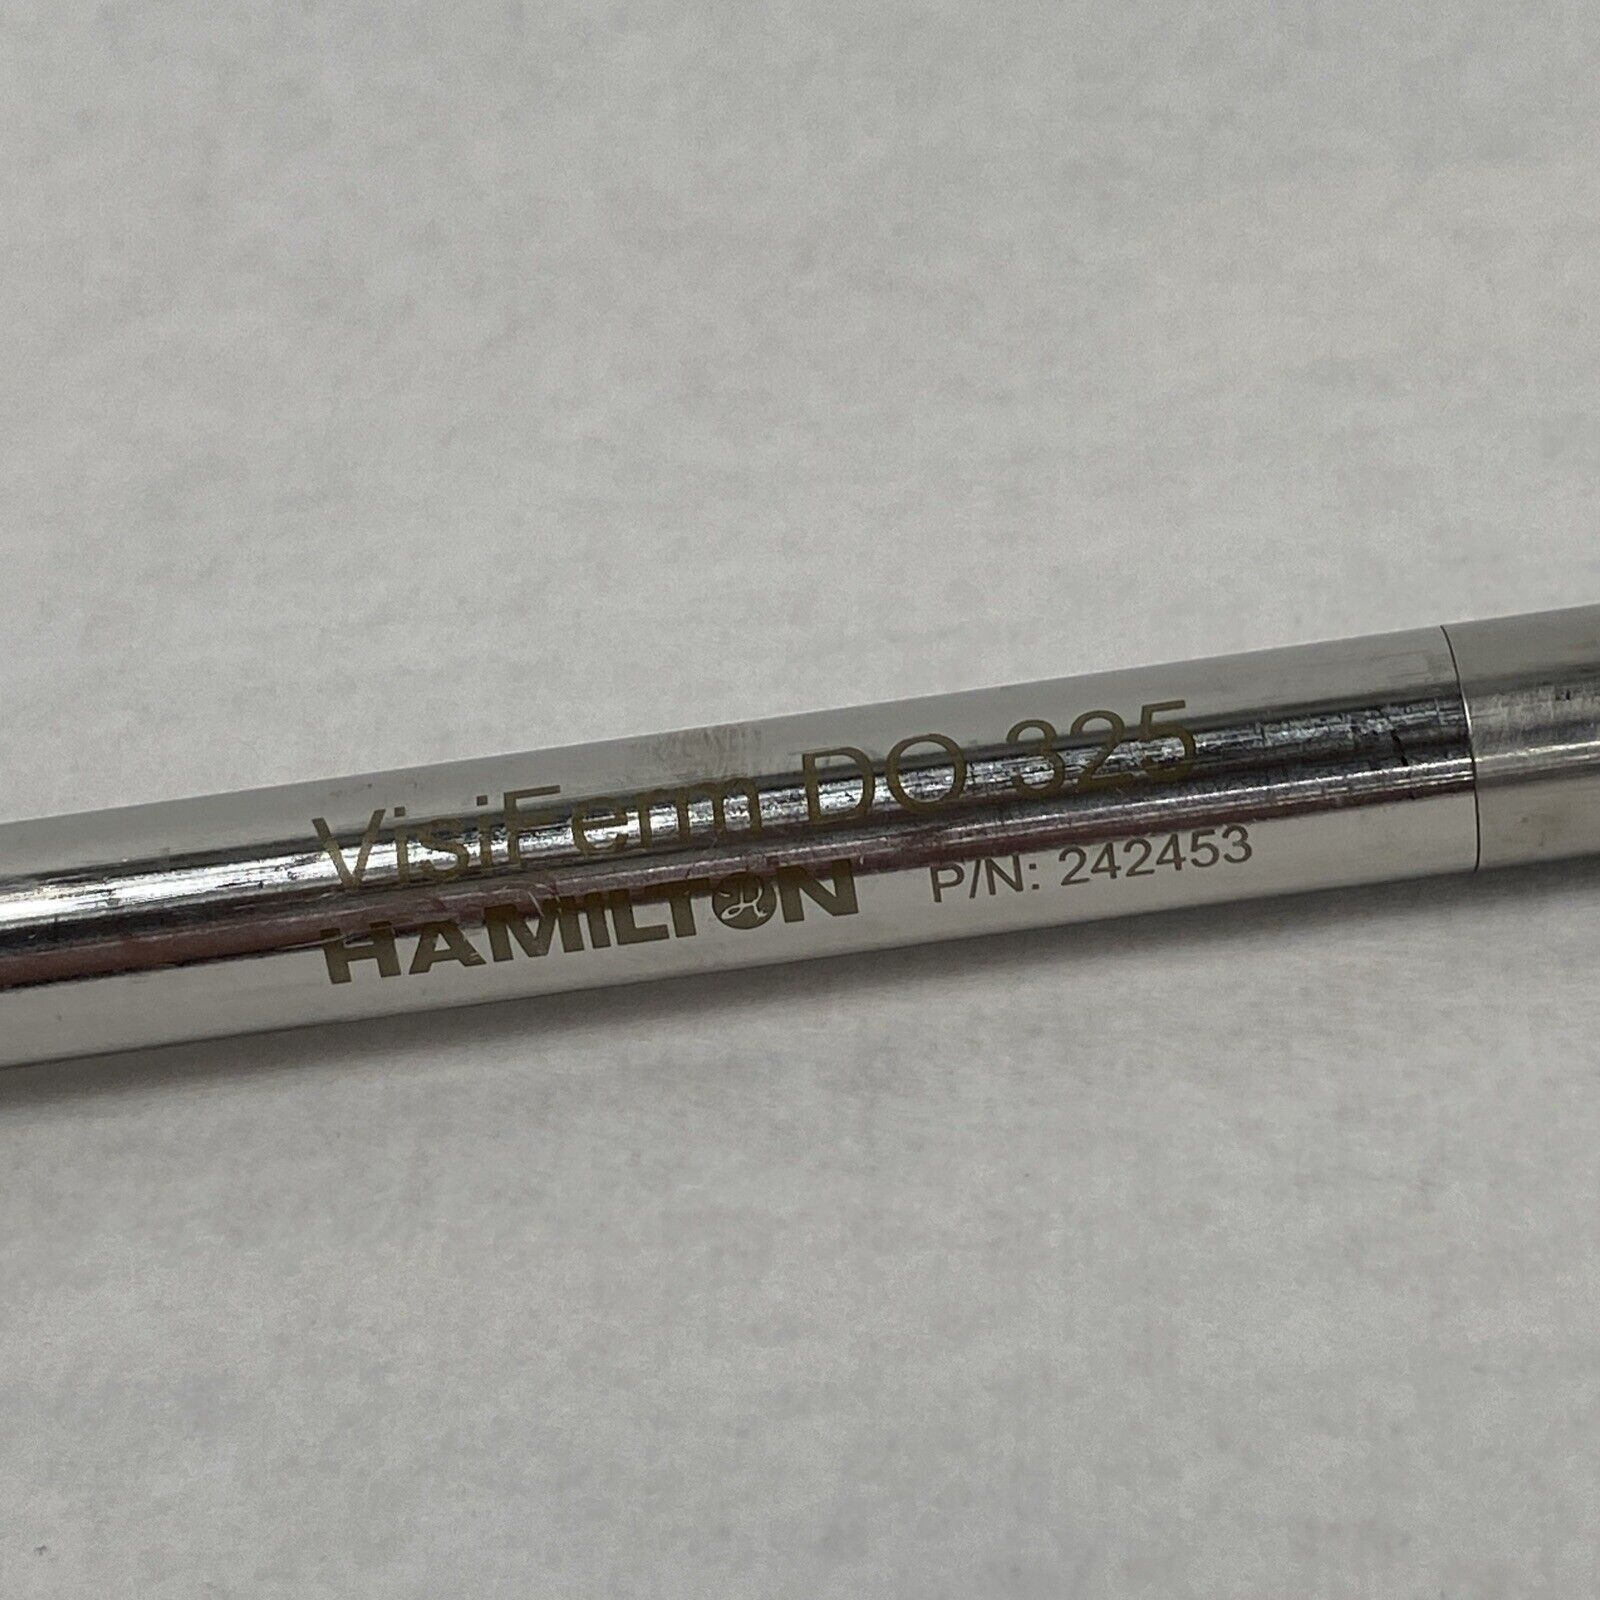 VisiFerm DO 325
HAMILTON P/N: 242453